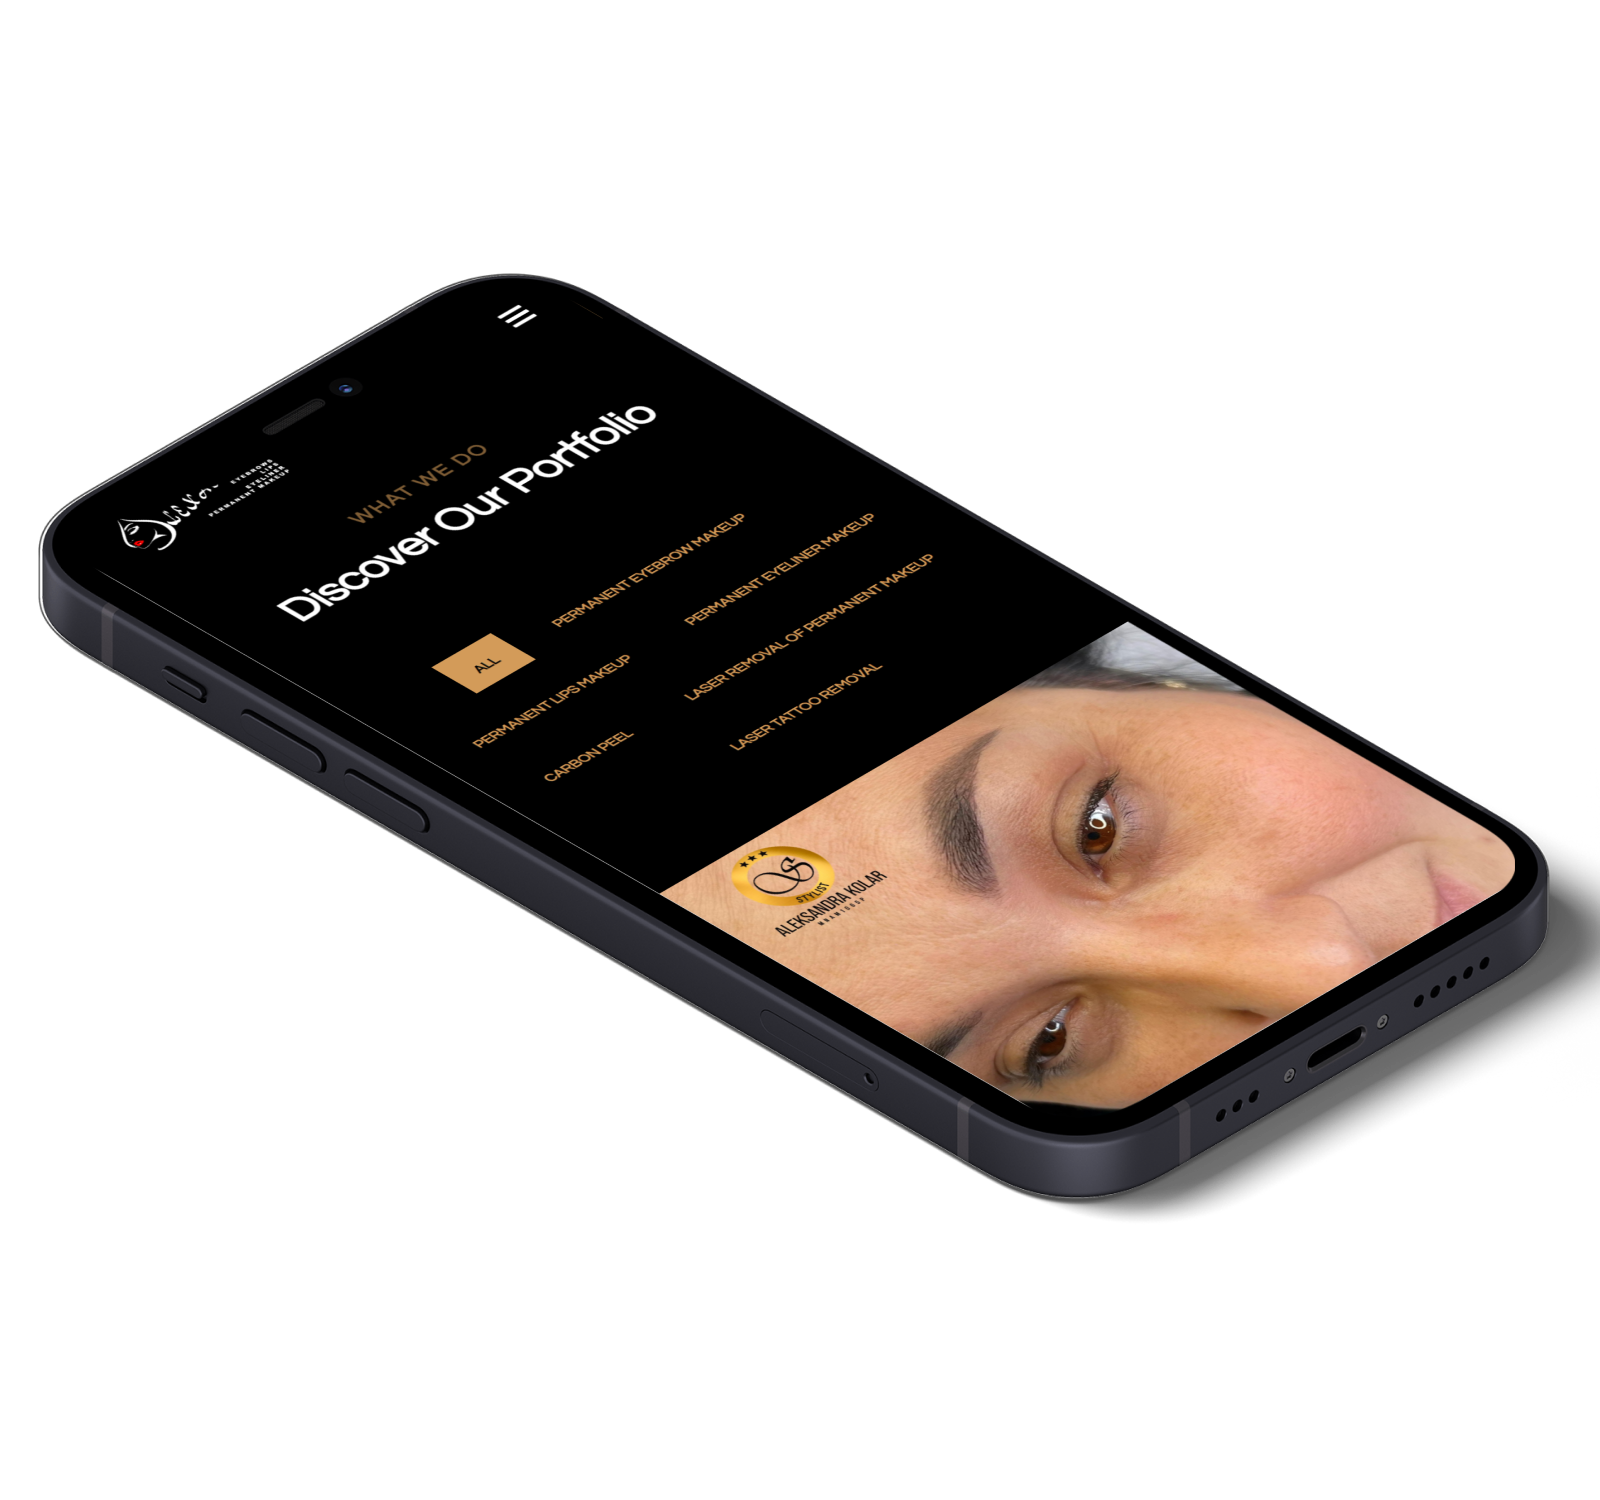 EYEBROWS
LIPS
EYELINER
PERMANENT MAKEUP
WHAT WE DO
Discover Our Portfolio
ALL
PERMANENT EYEBROW MAKEUP
PERMANENT LIPS MAKEUP
PERMANENT EYELINER MAKEUP
CARBON PEEL
LASER REMOVAL OF PERMANENT MAKEUP
LASER TATTOO REMOVAL
S
STYLIST
ALEKSANDRA KOLAR